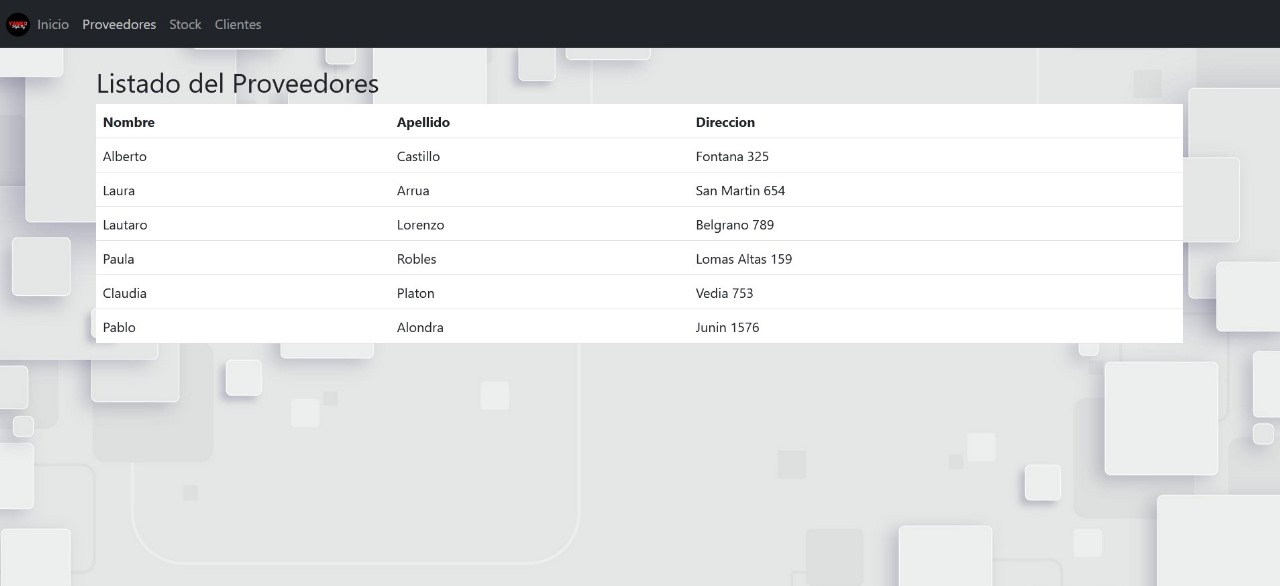 Inicio Proveedores Stock Clientes
Listado del Proveedores
Nombre Apellido Direccion
Alberto Castillo Fontana 325
Laura Arrua San Martin 654
Lautaro Lorenzo Belgrano 789
Paula Robles Lomas Altas 159
Claudia Platon Vedia 753
Pablo Alondra Junin 1576